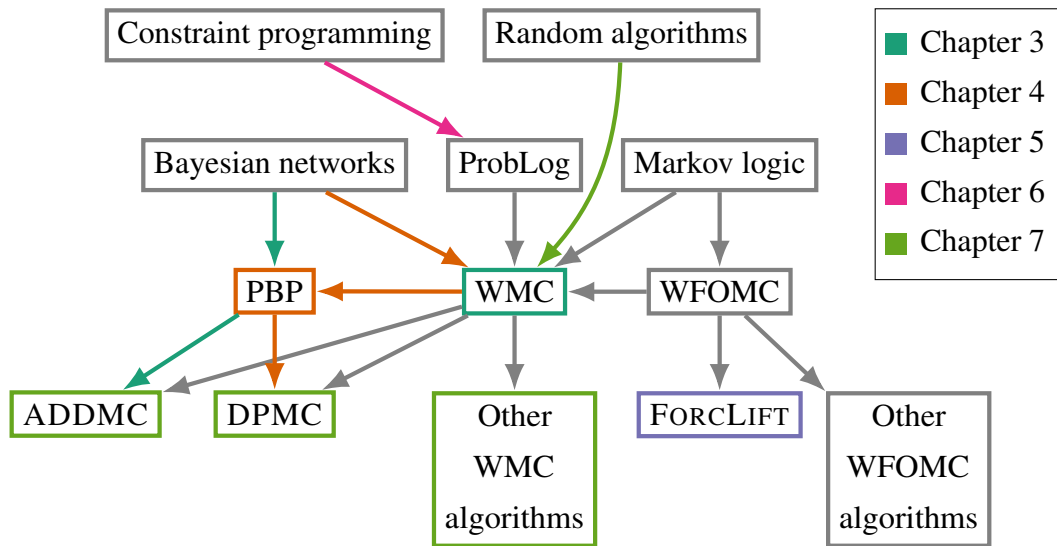 Constraint programming
Random algorithms
Chapter 3
Chapter 4
Chapter 5
Chapter 6
Chapter 7
Bayesian networks
ProbLog
Markov logic
PBP
WMC
WFOMC
ADDMC
DPMC
Other
WMC
algorithms
FORCLIFT
Other
WFOMC
algorithms